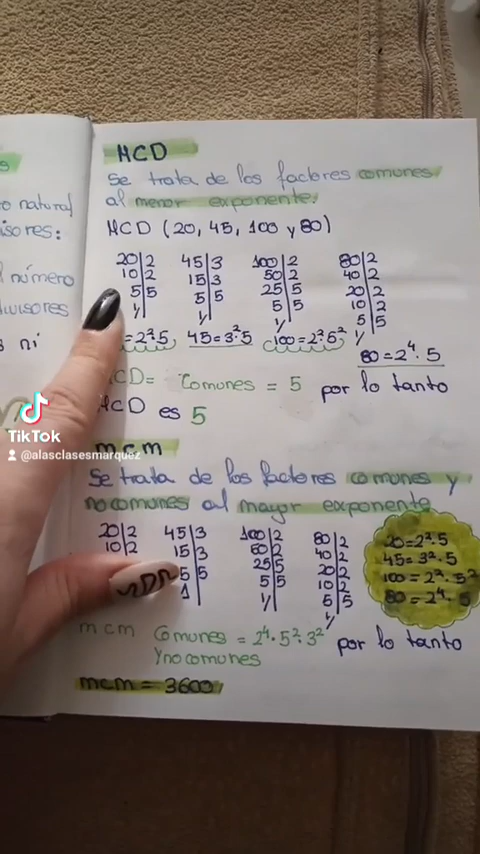 MCD
Se trata de los factores comunes
al menor exponente.
MCD (20, 45, 100 y 80)
20|2 45|3 100|2 80|2
10|2 15|3 50|2 40|2
5|5 5|5 25|5 20|2
1| 1| 5|5 10|2
1| 5|5
1|
= 2²·5 45=3²·5 100=2²·5²
80=2⁴·5
CD= Comunes = 5 por lo tanto
MCD es 5
mcm
Se trata de los factores comunes y
no comunes al mayor exponente
20|2 45|3 100|2 80|2
10|2 15|3 50|2 40|2
5|5 25|5 20|2
1| 5|5 10|2
1| 5|5
1|
20=2²·5
45=3²·5
100=2²·5²
80=2⁴·5
mcm Comunes = 2⁴·5²·3² por lo tanto
y no comunes
mcm = 3600
o natural
isores:
número
divisores
ni
TikTok
@alasclasesmarquez